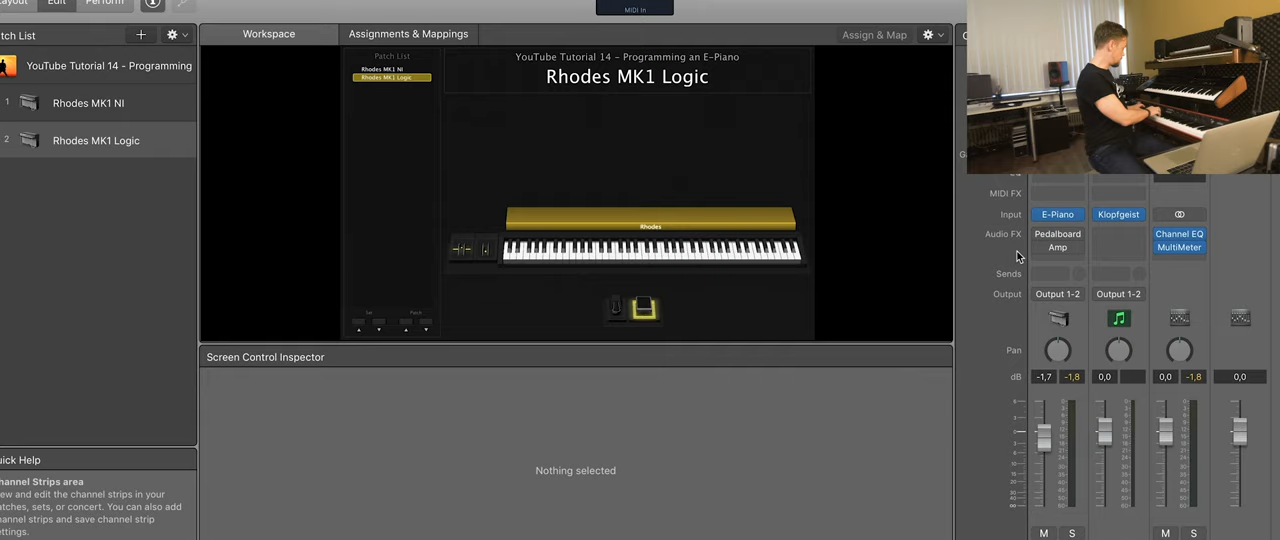 Layout Edit Perform
MIDI In
tch List
YouTube Tutorial 14 - Programming
1 Rhodes MK1 NI
2 Rhodes MK1 Logic
uick Help
Channel Strips area
iew and edit the channel strips in your
atches, sets, or concert. You can also add
hannel strips and save channel strip
ettings.
Workspace
Assignments & Mappings
Assign & Map
Patch List
Rhodes MK1 NI
Rhodes MK1 Logic
YouTube Tutorial 14 - Programming an E-Piano
Rhodes MK1 Logic
Rhodes
Set
Patch
Screen Control Inspector
Nothing selected
MIDI FX
Input E-Piano Klopfgeist
Audio FX Pedalboard Channel EQ
Amp MultiMeter
Sends
Output Output 1-2 Output 1-2
Pan
dB -1,7 -1,8 0,0 0,0 -1,8 0,0
M S M S